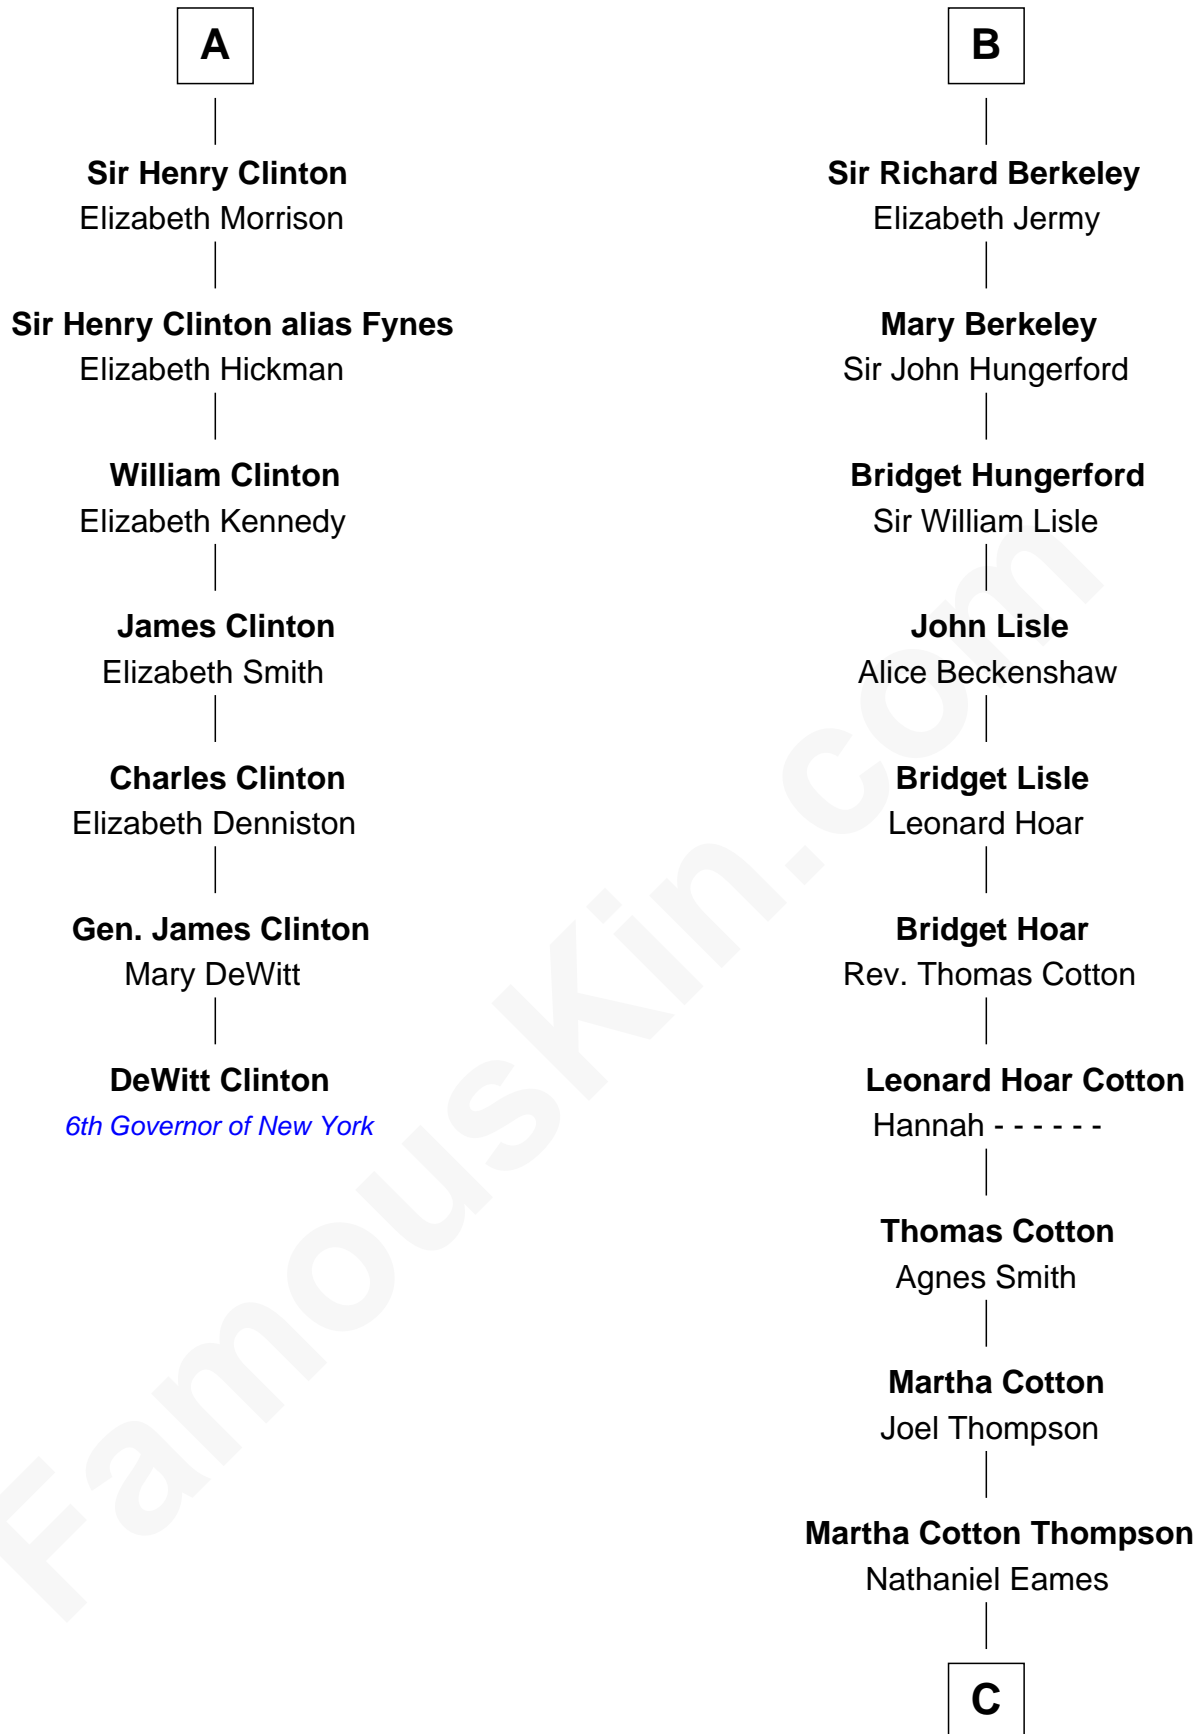 A
Sir Henry Clinton
Elizabeth Morrison
Sir Henry Clinton alias Fynes
Elizabeth Hickman
William Clinton
Elizabeth Kennedy
James Clinton
Elizabeth Smith
Charles Clinton
Elizabeth Denniston
Gen. James Clinton
Mary DeWitt
DeWitt Clinton
6th Governor of New York
B
Sir Richard Berkeley
Elizabeth Jermy
Mary Berkeley
Sir John Hungerford
Bridget Hungerford
Sir William Lisle
John Lisle
Alice Beckenshaw
Bridget Lisle
Leonard Hoar
Bridget Hoar
Rev. Thomas Cotton
Leonard Hoar Cotton
Hannah - - - - - -
Thomas Cotton
Agnes Smith
Martha Cotton
Joel Thompson
Martha Cotton Thompson
Nathaniel Eames
C
FamousKin.com